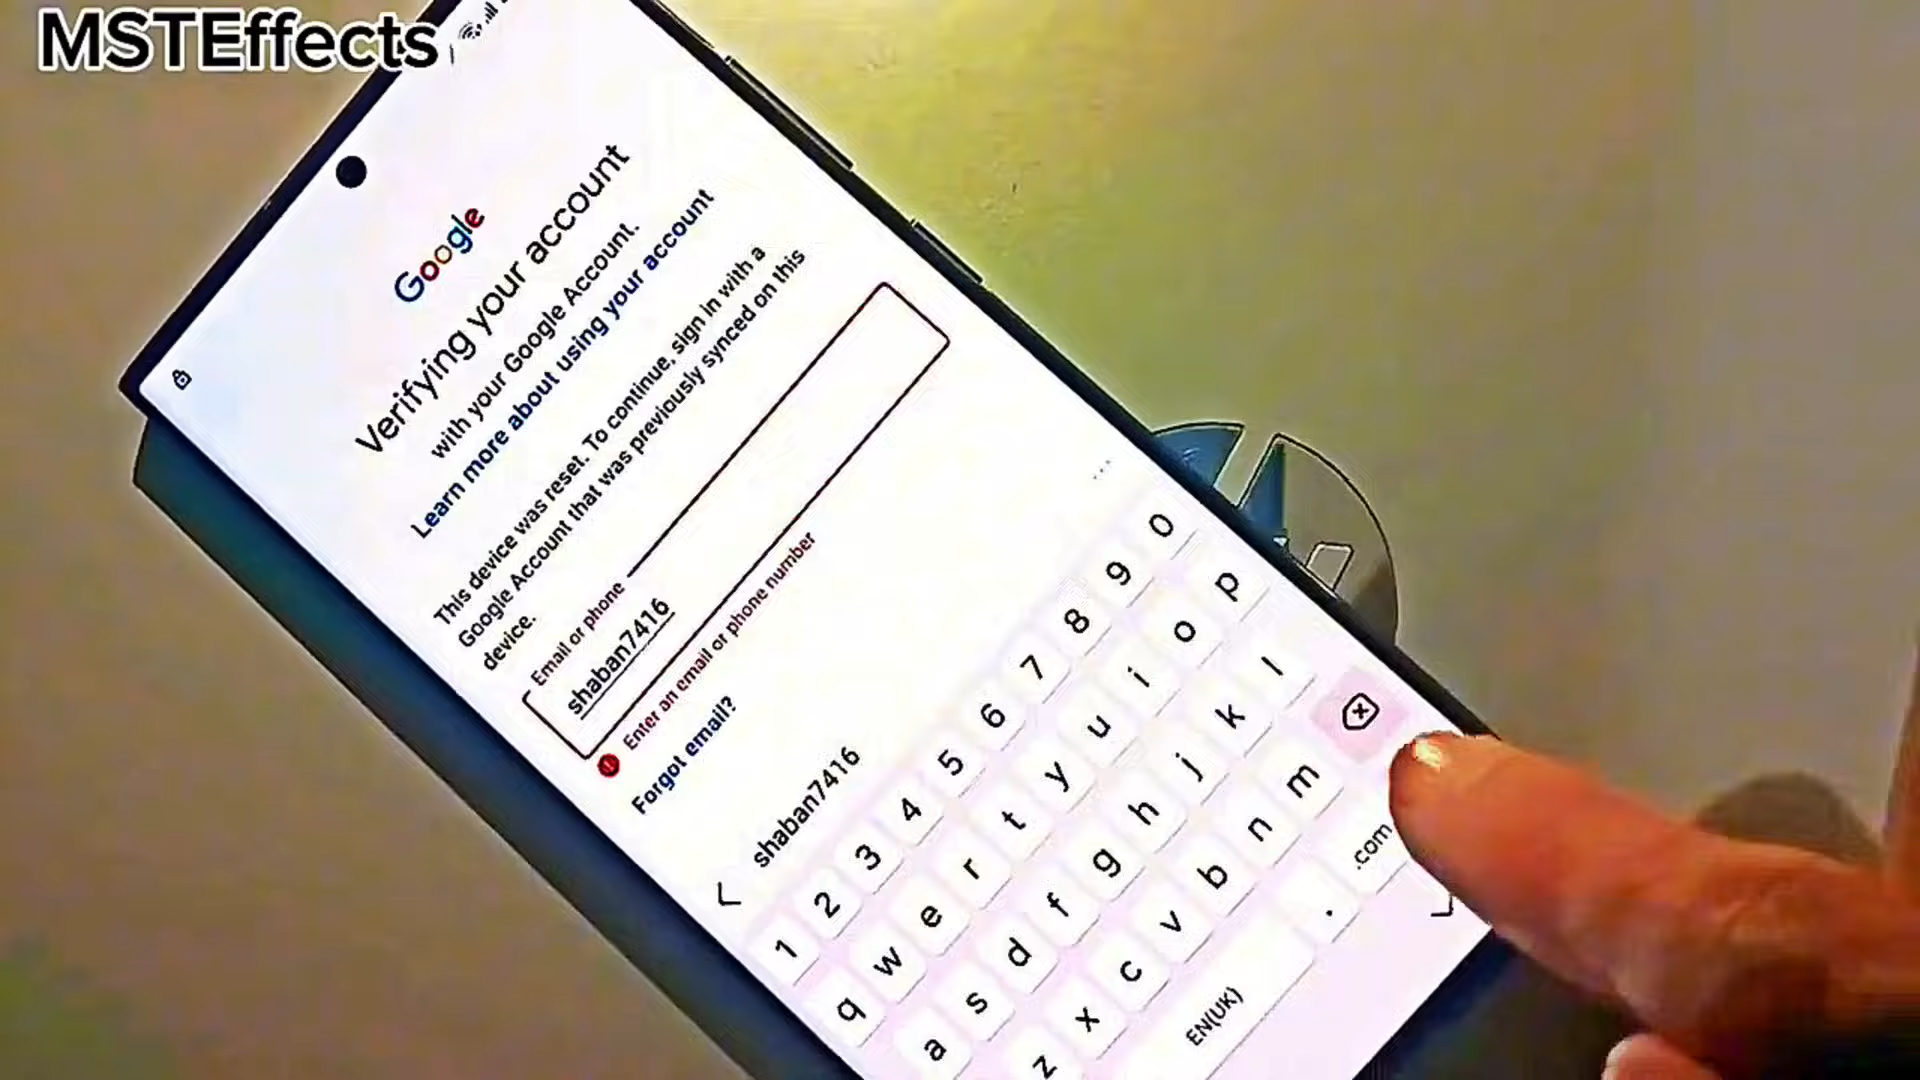 MSTEffects
Google
Verifying your account
with your Google Account.
Learn more about using your account
This device was reset. To continue, sign in with a
Google Account that was previously synced on this
device.
Email or phone
shaban7416
Enter an email or phone number
Forgot email?
shaban7416
1 2 3 4 5 6 7 8 9 0
q w e r t y u i o p
a s d f g h j k l
z x c v b n m
EN(UK) . .com